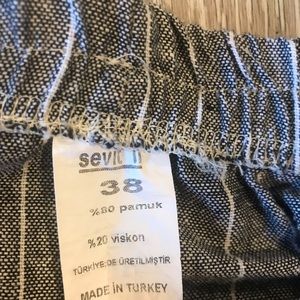 38
%80 pamuk
%20 viskon
TÜRKİYE'DE ÜRETİLMİŞTİR
MADE IN TURKEY